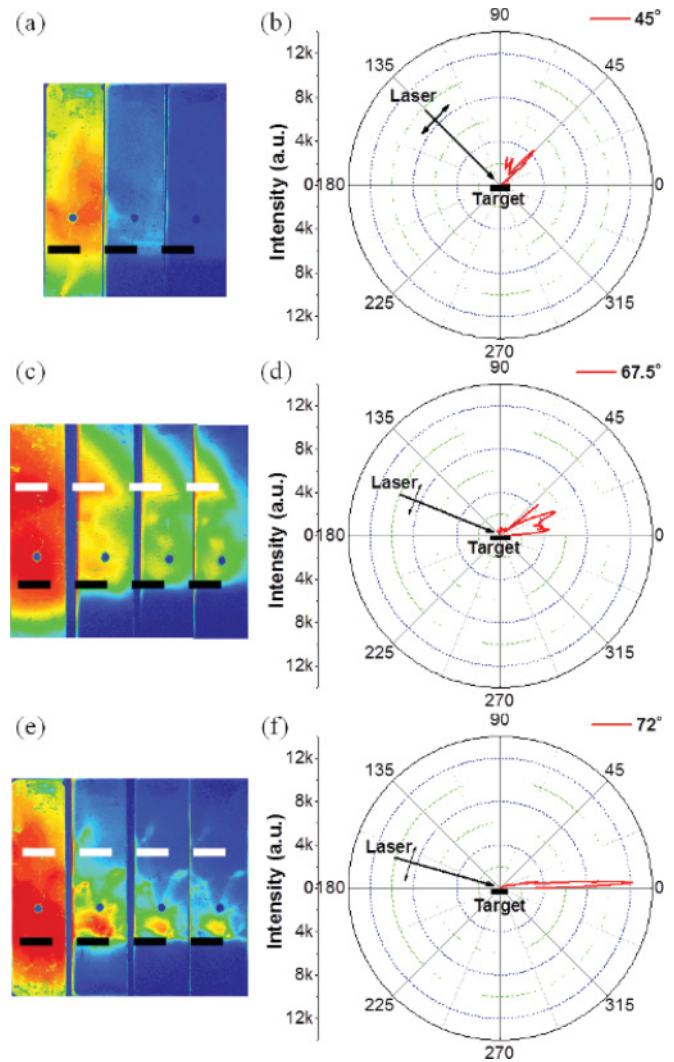 (a)
(b)
90
45°
12k
135
45
8k
Laser
4k
Intensity (a.u.)
0
180
0
Target
4k
8k
225
315
12k
270
(c)
(d)
90
67.5°
12k
135
45
8k
Laser
4k
Intensity (a.u.)
0
180
0
Target
4k
8k
225
315
12k
270
(e)
(f)
90
72°
12k
135
45
8k
Laser
4k
Intensity (a.u.)
0
180
0
Target
4k
8k
225
315
12k
270